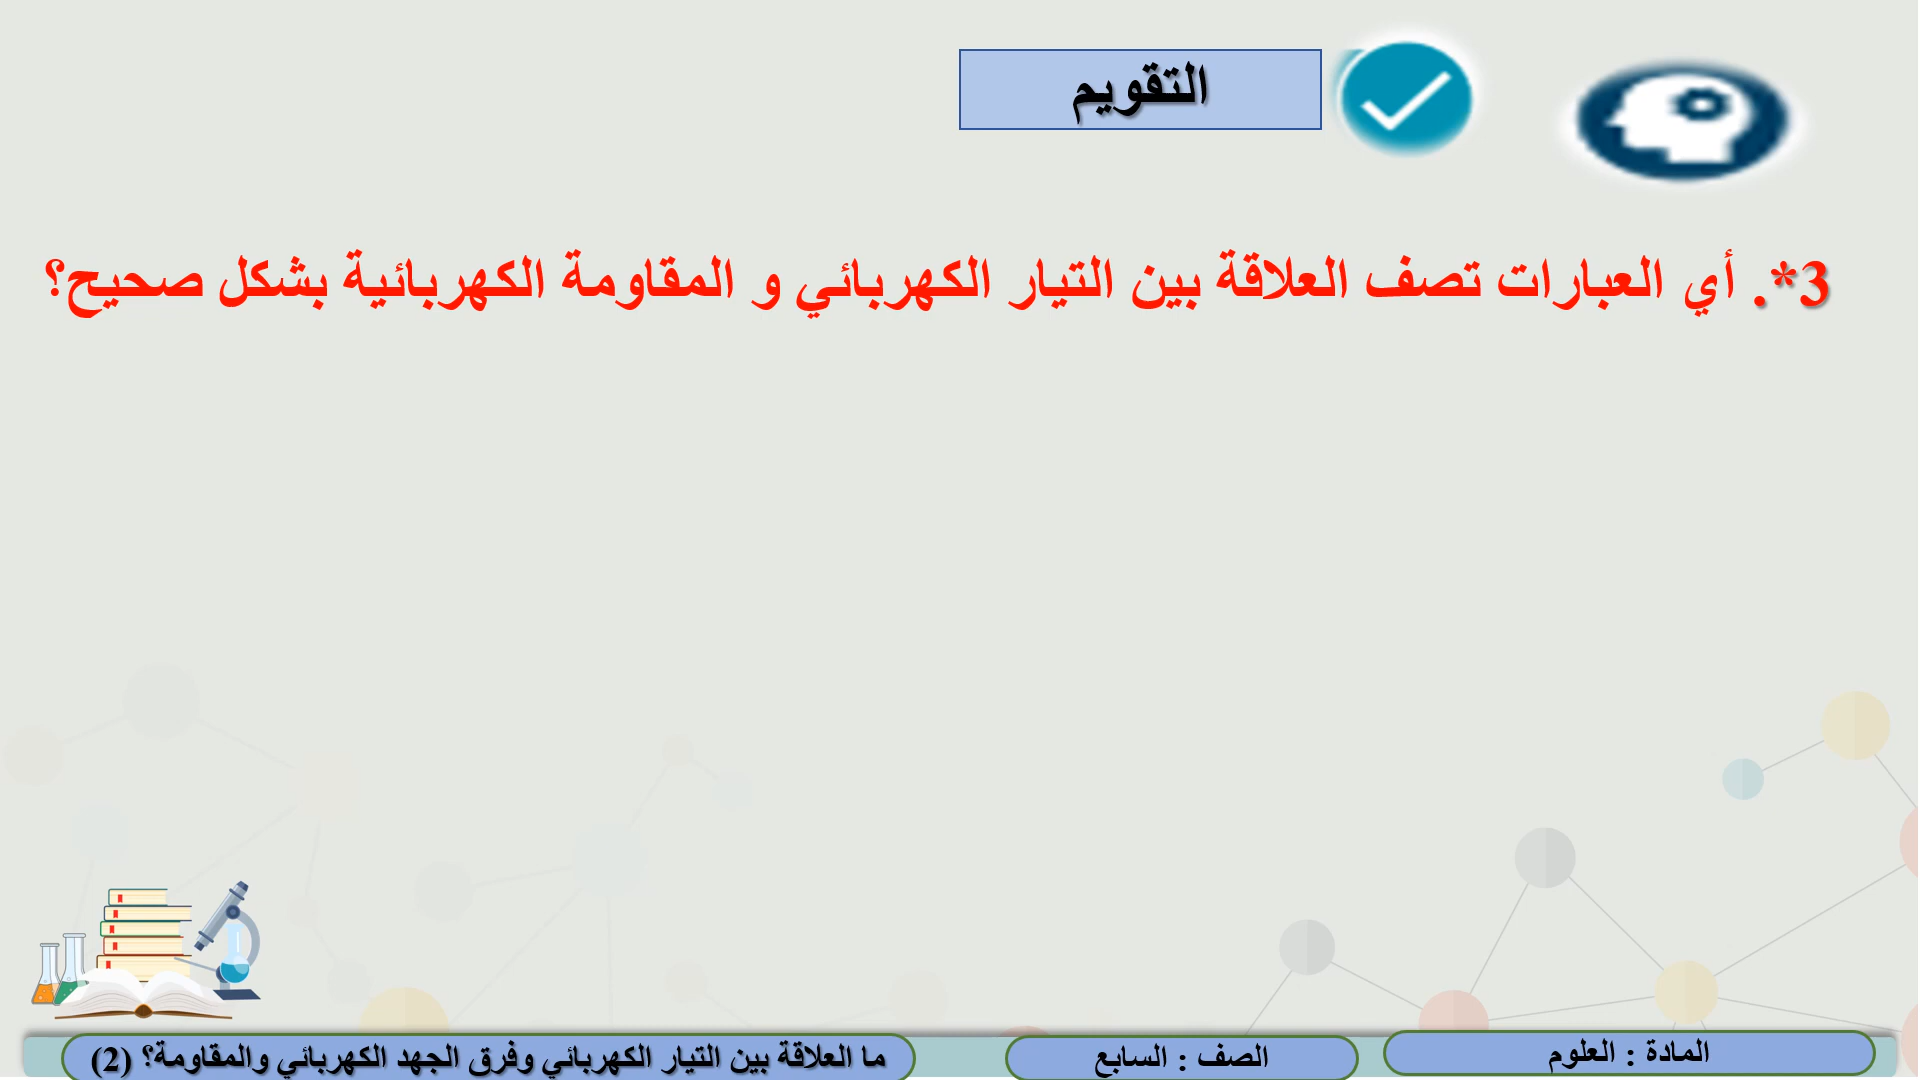 التقويم
3*. أي العبارات تصف العلاقة بين التيار الكهربائي و المقاومة الكهربائية بشكل صحيح؟
المادة : العلوم
الصف : السابع
ما العلاقة بين التيار الكهربائي وفرق الجهد الكهربائي والمقاومة؟ (2)